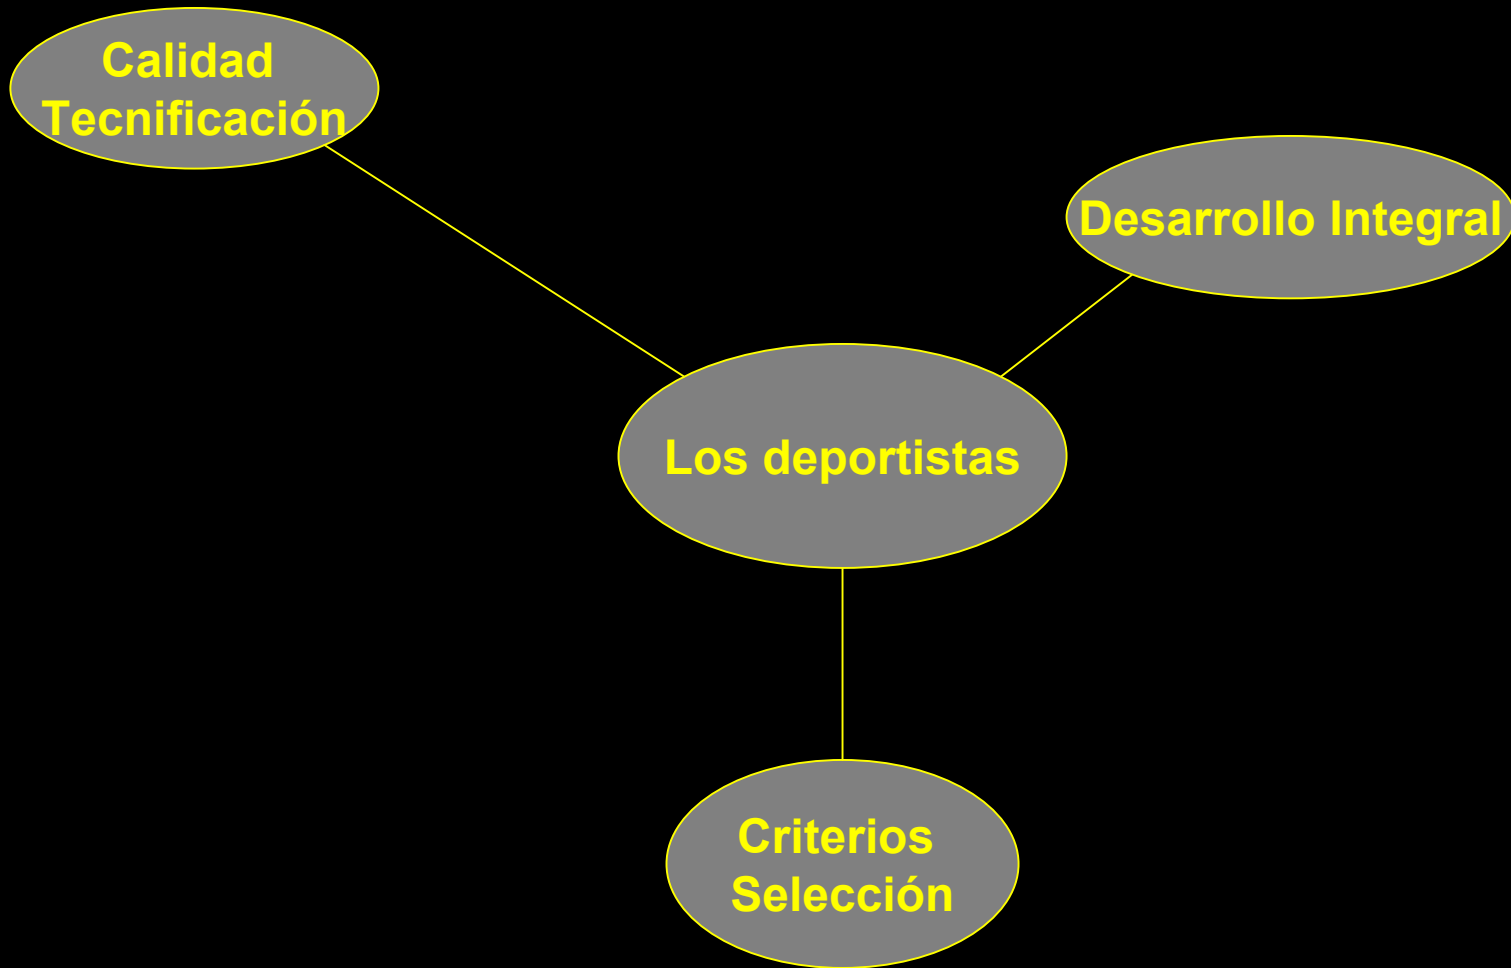 Calidad
Tecnificación
Desarrollo Integral
Los deportistas
Criterios
Selección